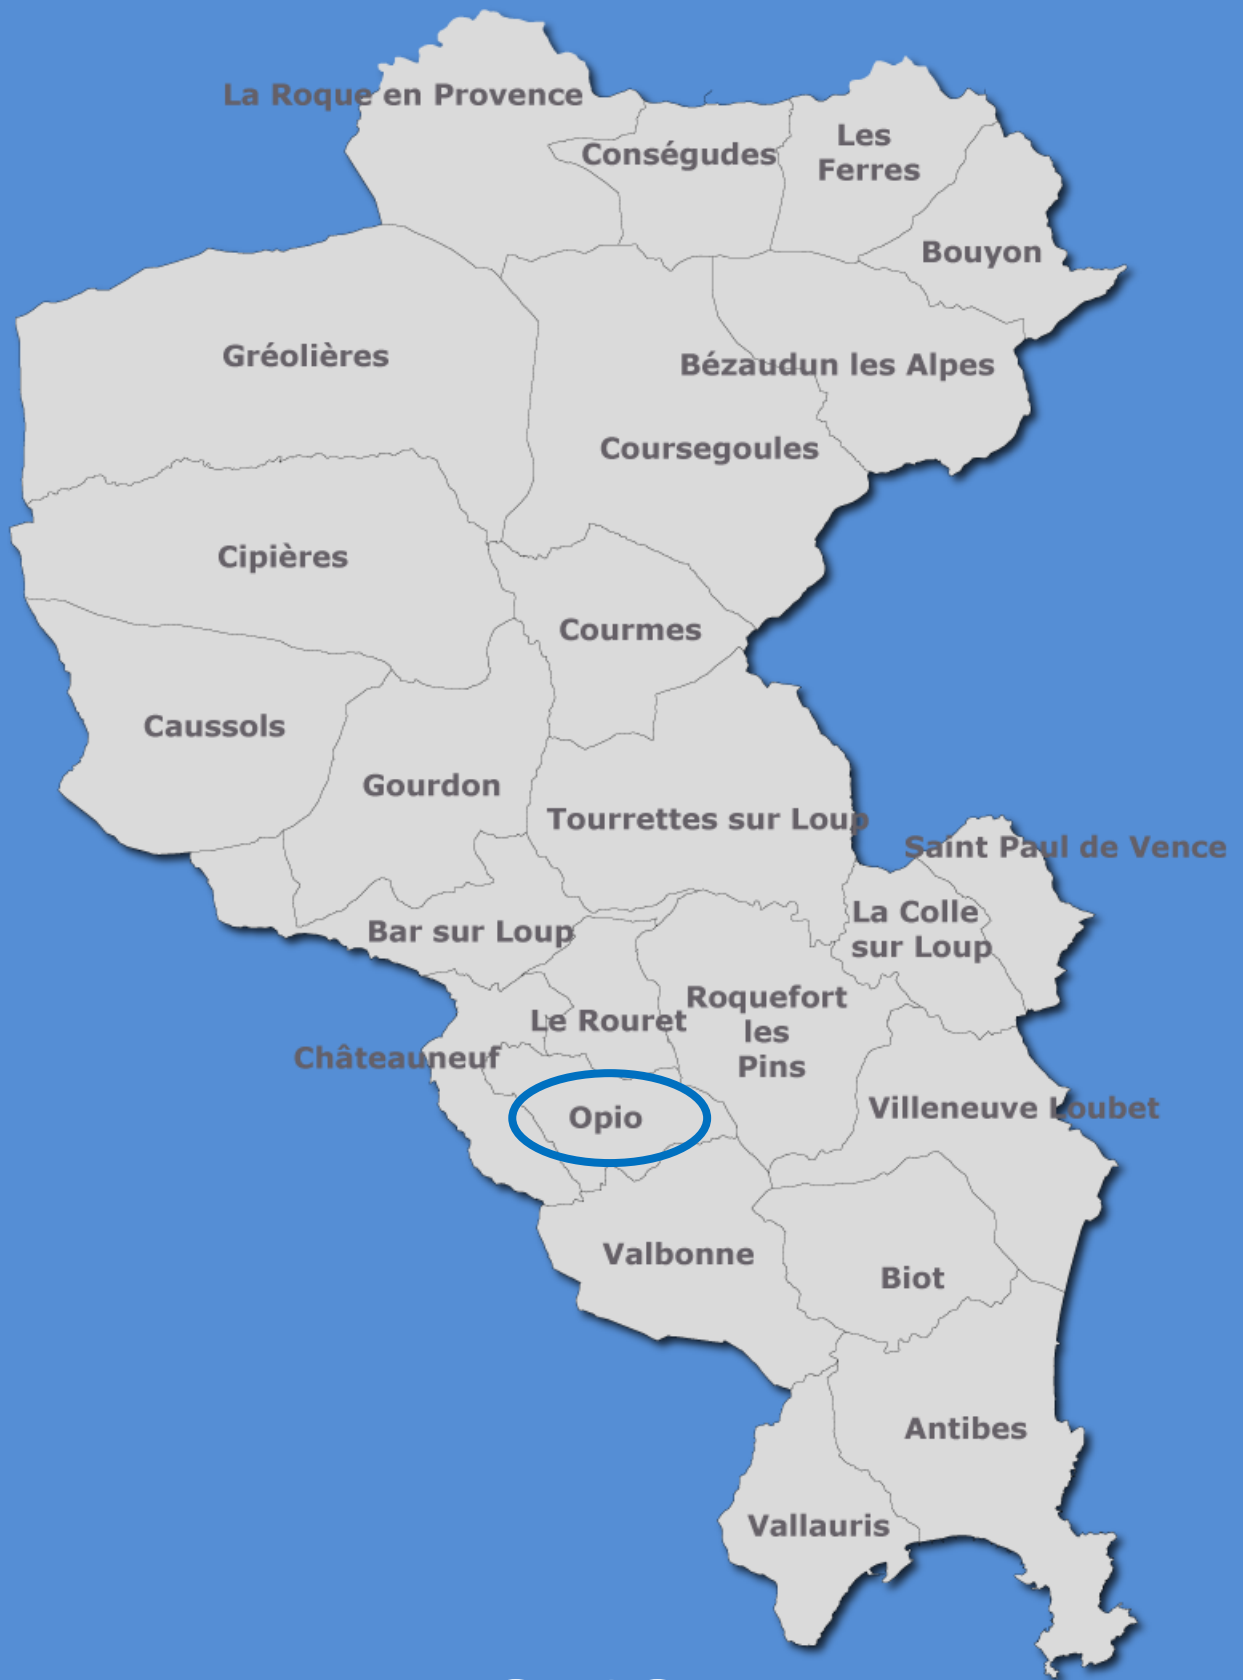 La Roque en Provence
Conségudes
Les
Ferres
Bouyon
Gréolières
Bézaudun les Alpes
Coursegoules
Cipières
Courmes
Caussols
Gourdon
Tourrettes sur Loup
Saint Paul de Vence
La Colle
sur Loup
Bar sur Loup
Roquefort
les
Pins
Le Rouret
Châteauneuf
Villeneuve Loubet
Opio
Valbonne
Biot
Antibes
Vallauris